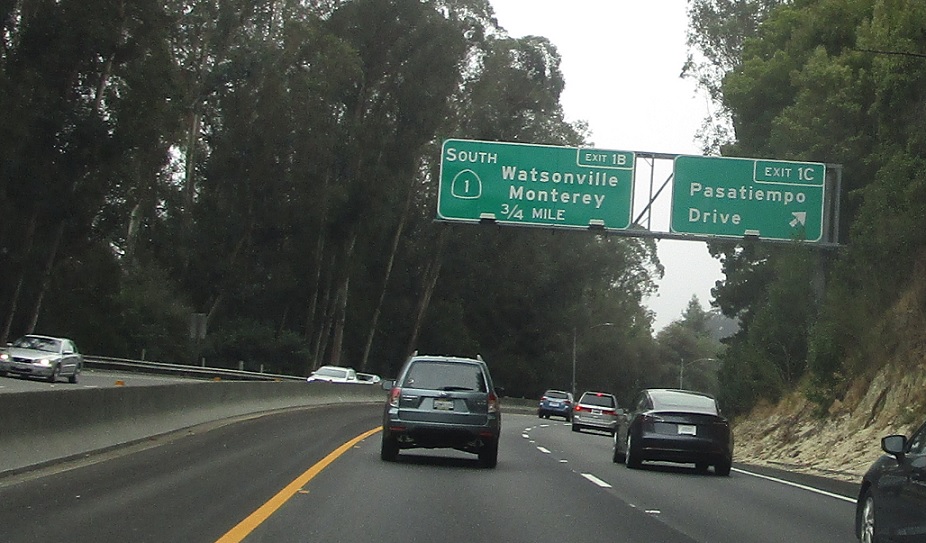 SOUTH
EXIT 1B
1
Watsonville
Monterey
3/4 MILE
EXIT 1C
Pasatiempo
Drive